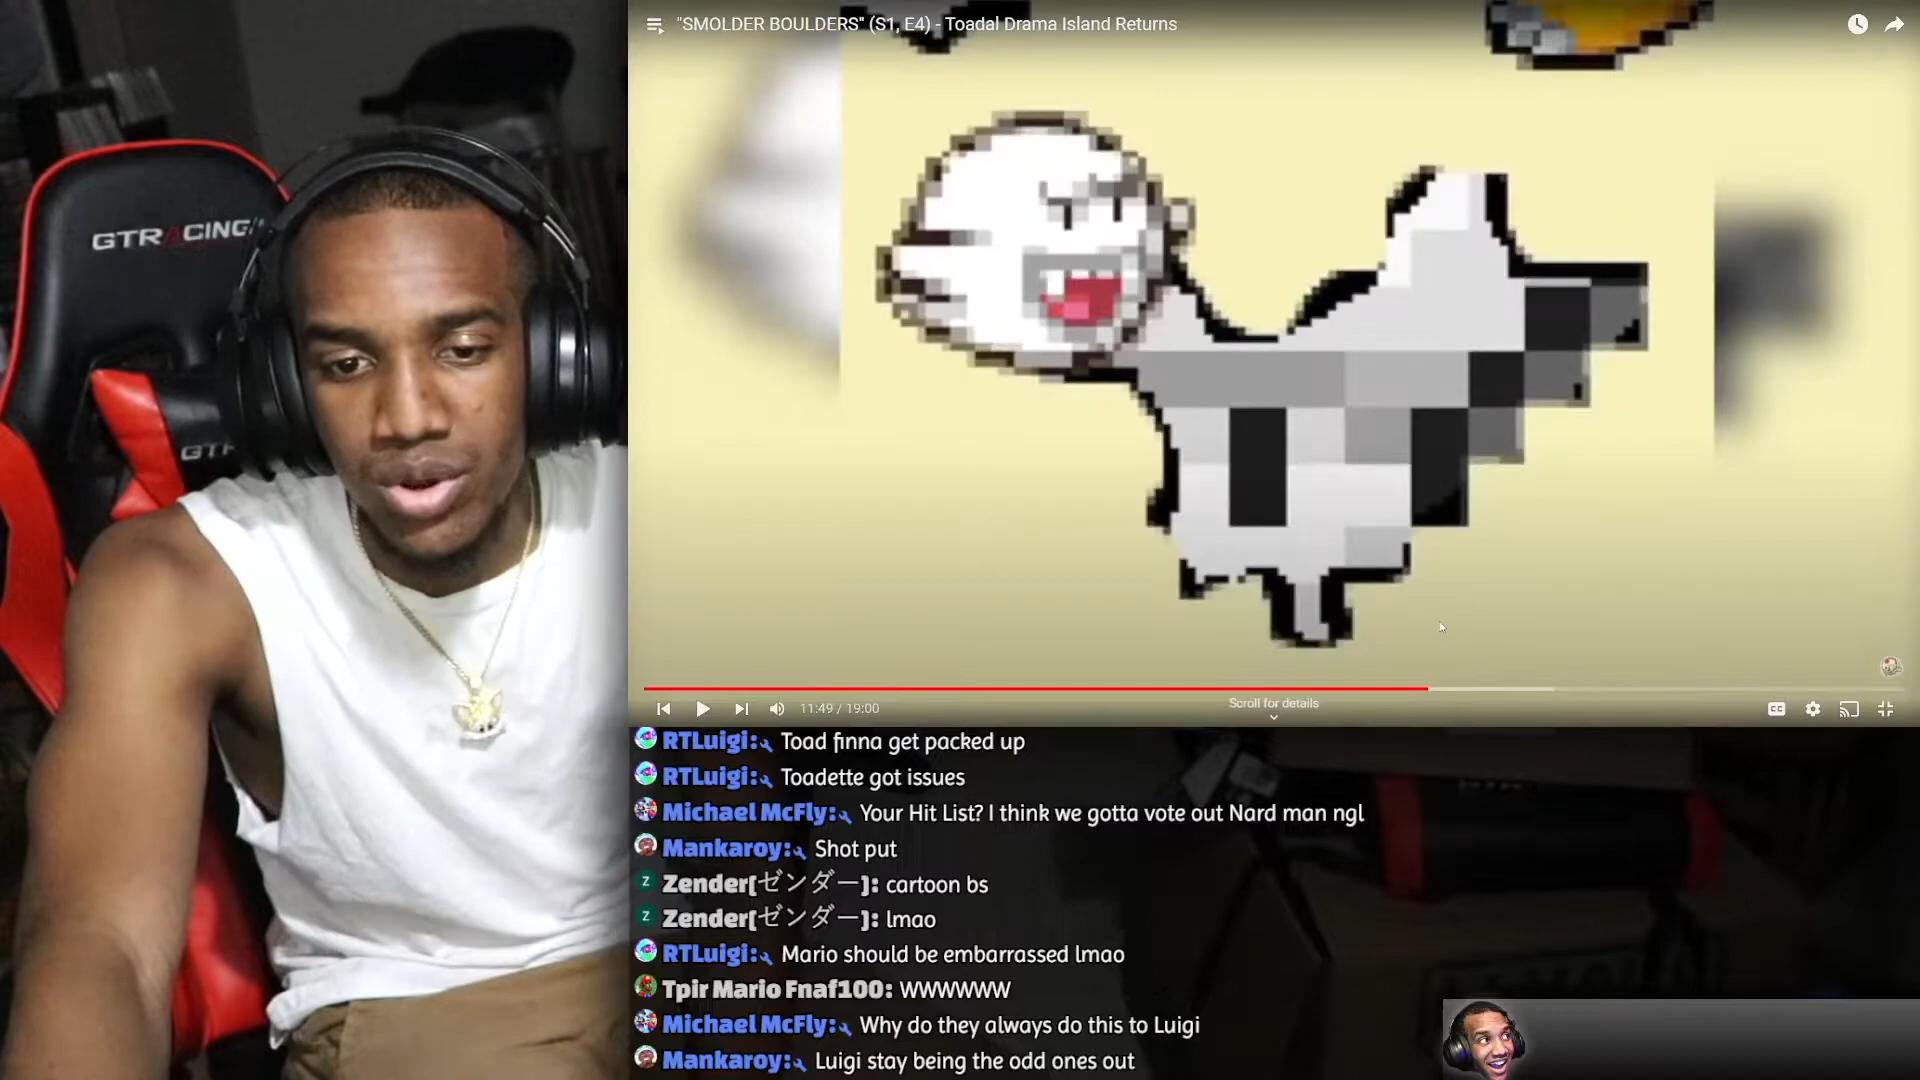 "SMOLDER BOULDERS" (S1, E4) - Toadal Drama Island Returns
GTRACING
GTR
11:49 / 19:00
Scroll for details
CC
RTLuigi: Toad finna get packed up
RTLuigi: Toadette got issues
Michael McFly: Your Hit List? I think we gotta vote out Nard man ngl
Mankaroy: Shot put
Z Zender[ゼンダー]: cartoon bs
Z Zender[ゼンダー]: lmao
RTLuigi: Mario should be embarrassed lmao
Tpir Mario Fnaf100: WWWWWW
Michael McFly: Why do they always do this to Luigi
Mankaroy: Luigi stay being the odd ones out